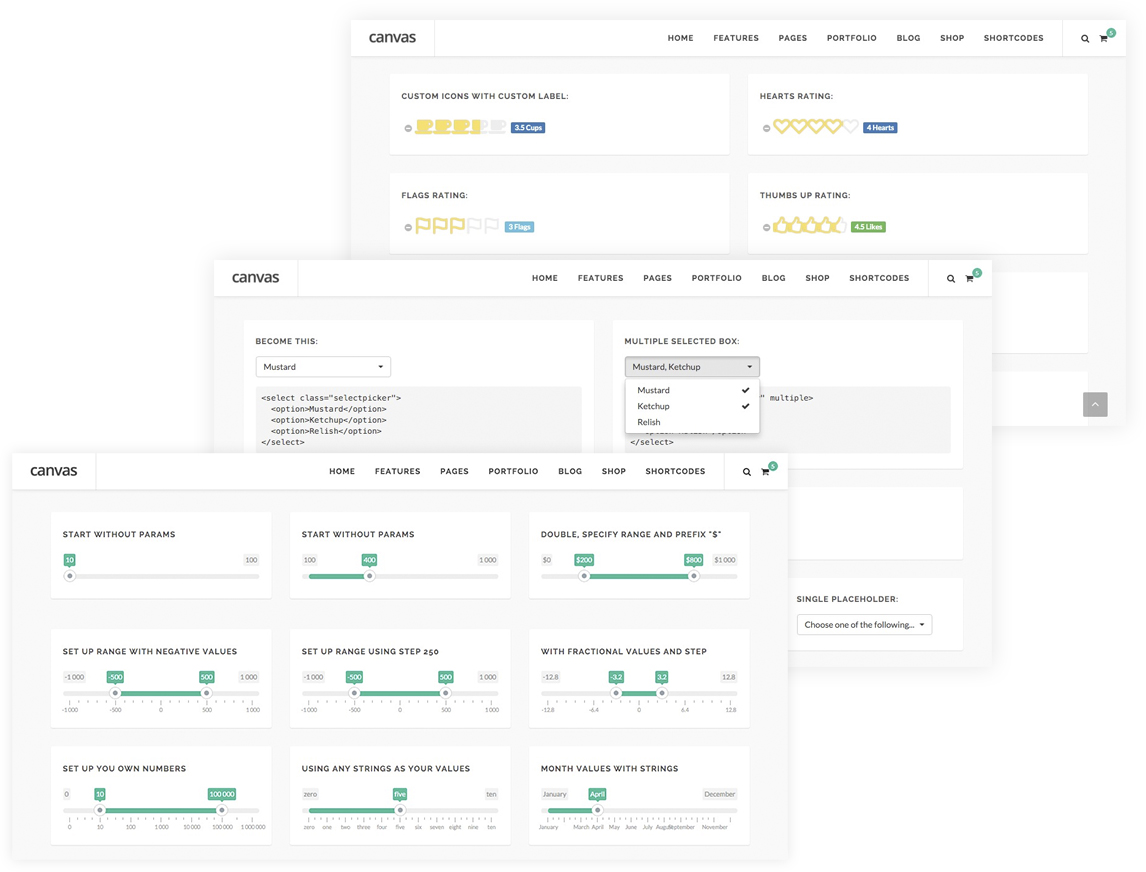 canvas
HOME FEATURES PAGES PORTFOLIO BLOG SHOP SHORTCODES 5
CUSTOM ICONS WITH CUSTOM LABEL:
3.5 Cups
HEARTS RATING:
4 Hearts
FLAGS RATING:
3 Flags
THUMBS UP RATING:
4.5 Likes
canvas
HOME FEATURES PAGES PORTFOLIO BLOG SHOP SHORTCODES 5
BECOME THIS:
Mustard
<select class="selectpicker">
<option>Mustard</option>
<option>Ketchup</option>
<option>Relish</option>
</select>
MULTIPLE SELECTED BOX:
Mustard, Ketchup
Mustard
Ketchup
Relish
" multiple>
</select>
SINGLE PLACEHOLDER:
Choose one of the following...
canvas
HOME FEATURES PAGES PORTFOLIO BLOG SHOP SHORTCODES 5
START WITHOUT PARAMS
10 100
START WITHOUT PARAMS
100 400 1 000
DOUBLE, SPECIFY RANGE AND PREFIX "$"
$0 $200 $800 $1 000
SET UP RANGE WITH NEGATIVE VALUES
-1 000 -500 500 1 000
-1 000 -500 0 500 1 000
SET UP RANGE USING STEP 250
-1 000 -500 500 1 000
-1 000 -500 0 500 1 000
WITH FRACTIONAL VALUES AND STEP
-12.8 -3.2 3.2 12.8
-12.8 -6.4 0 6.4 12.8
SET UP YOU OWN NUMBERS
0 10 100 000
0 10 100 1 000 10 000 100 000 1 000 000
USING ANY STRINGS AS YOUR VALUES
zero five ten
zero one two three four five six seven eight nine ten
MONTH VALUES WITH STRINGS
January April December
January March April May June July August September November